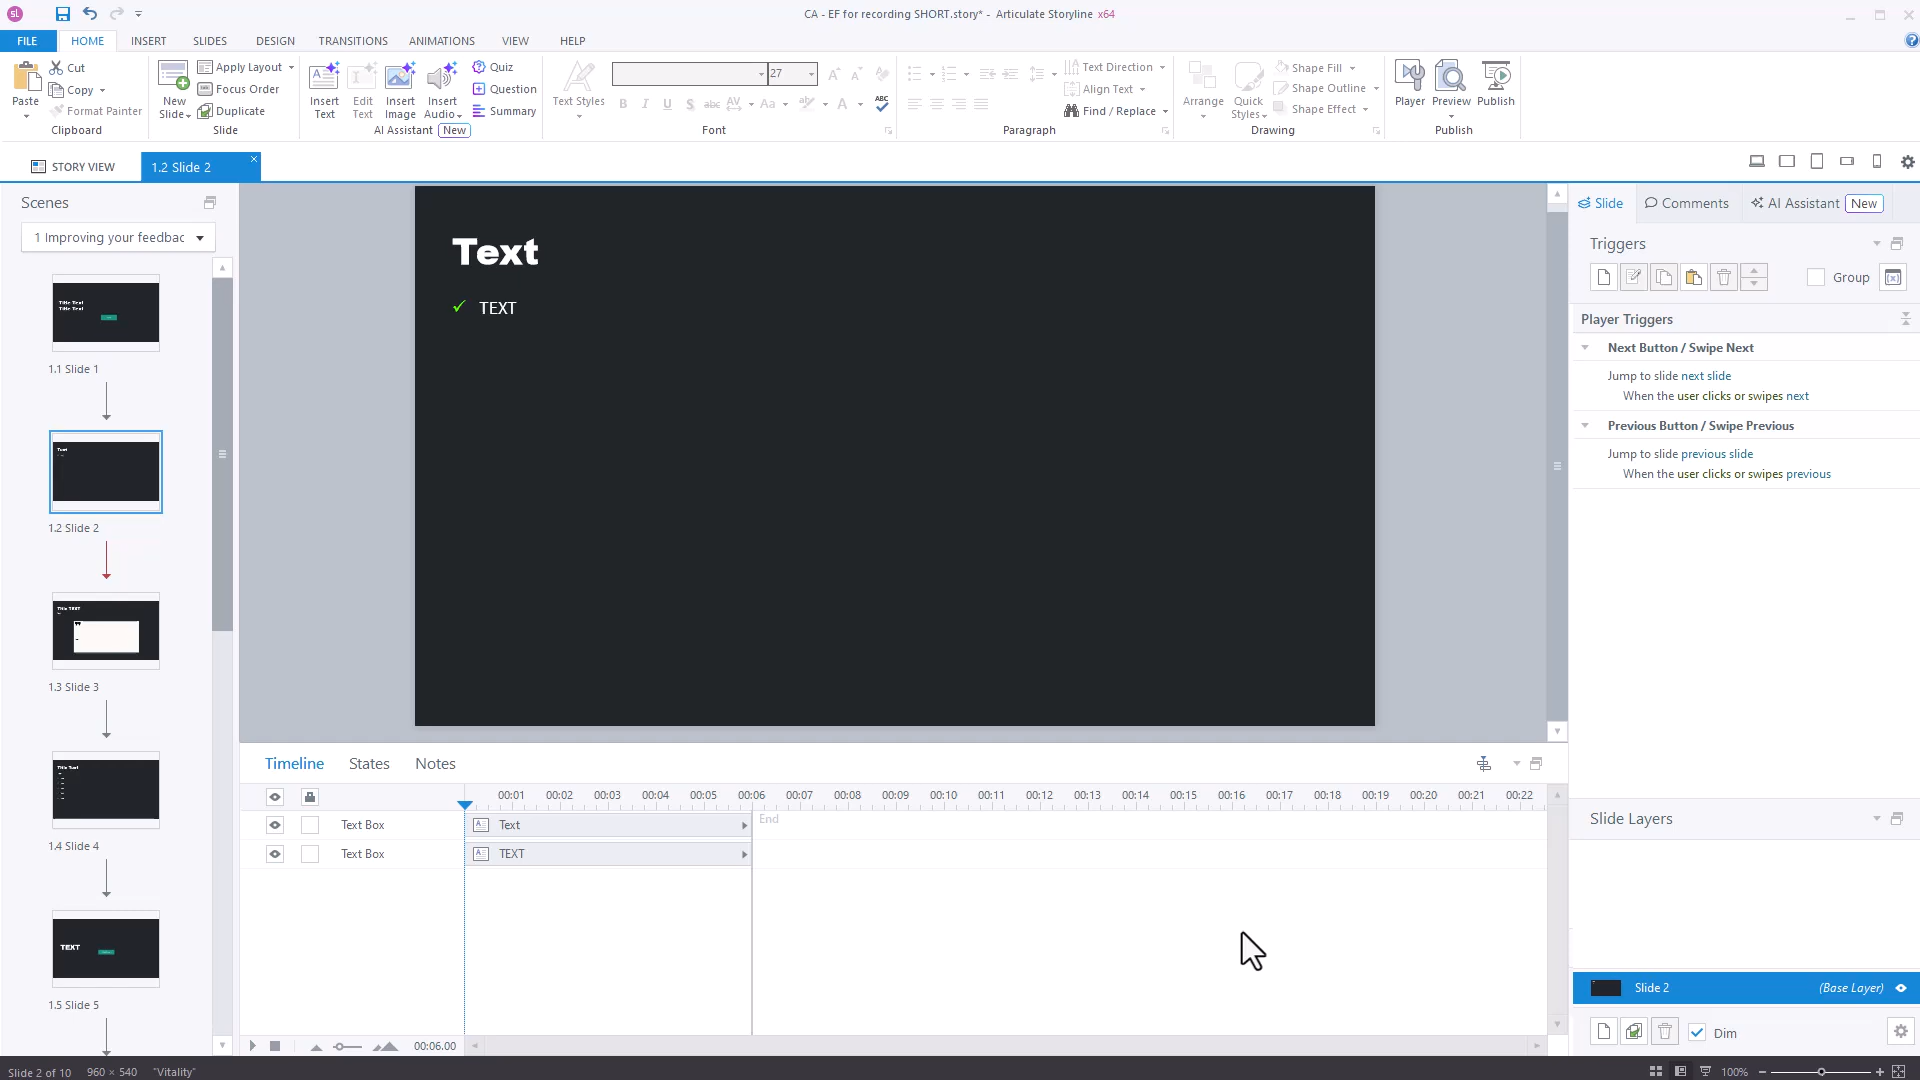 CA - EF for recording SHORT.story* - Articulate Storyline x64
FILE HOME INSERT SLIDES DESIGN TRANSITIONS ANIMATIONS VIEW HELP
Paste
Cut
Copy
Format Painter
Clipboard
New Slide
Apply Layout
Focus Order
Duplicate
Slide
Insert Text
Edit Text
Insert Image
Insert Audio
Quiz
Question
Summary
AI Assistant New
Text Styles
27
Font
Text Direction
Align Text
Find / Replace
Paragraph
Arrange
Quick Styles
Shape Fill
Shape Outline
Shape Effect
Drawing
Player
Preview
Publish
Publish
STORY VIEW
1.2 Slide 2
Scenes
1 Improving your feedbac
Title Text
Title Text
1.1 Slide 1
Text
1.2 Slide 2
Title TEXT
1.3 Slide 3
Title Text
1.4 Slide 4
TEXT
1.5 Slide 5
Text
✓ TEXT
Slide Comments AI Assistant New
Triggers
Group
Player Triggers
Next Button / Swipe Next
Jump to slide next slide
When the user clicks or swipes next
Previous Button / Swipe Previous
Jump to slide previous slide
When the user clicks or swipes previous
Timeline States Notes
00:01 00:02 00:03 00:04 00:05 00:06 00:07 00:08 00:09 00:10 00:11 00:12 00:13 00:14 00:15 00:16 00:17 00:18 00:19 00:20 00:21 00:22
Text Box Text End
Text Box TEXT
00:06.00
Slide Layers
Slide 2 (Base Layer)
Dim
Slide 2 of 10 960 × 540 "Vitality" 100%